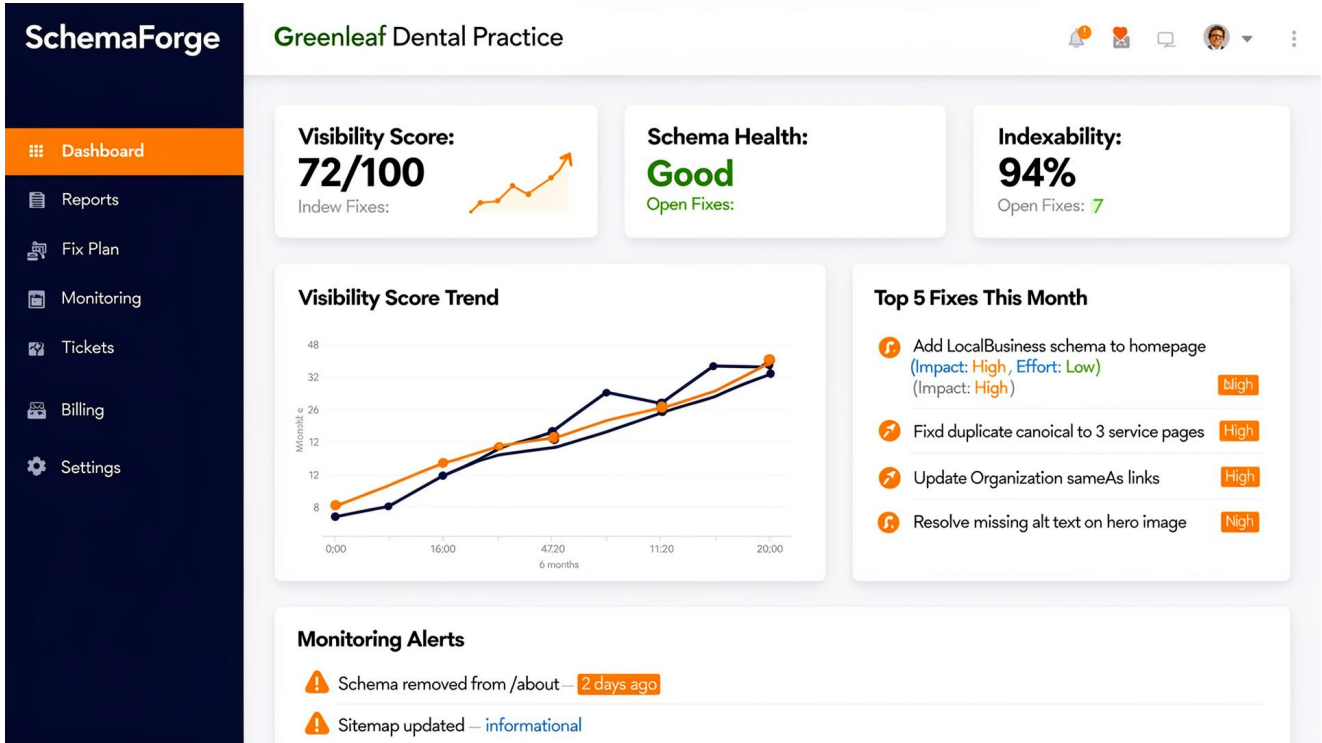 SchemaForge
Greenleaf Dental Practice
Dashboard
Reports
Fix Plan
Monitoring
Tickets
Billing
Settings
Visibility Score:
72/100
Indew Fixes:
Schema Health:
Good
Open Fixes:
Indexability:
94%
Open Fixes: 7
Visibility Score Trend
48
32
26
12
12
8
0;00 16;00 4720 11:20 20;00
6 months
Top 5 Fixes This Month
Add LocalBusiness schema to homepage
(Impact: High, Effort: Low)
(Impact: High)
Fixd duplicate canoical to 3 service pages High
Update Organization sameAs links High
Resolve missing alt text on hero image Nigh
Monitoring Alerts
Schema removed from /about — 2 days ago
Sitemap updated — informational